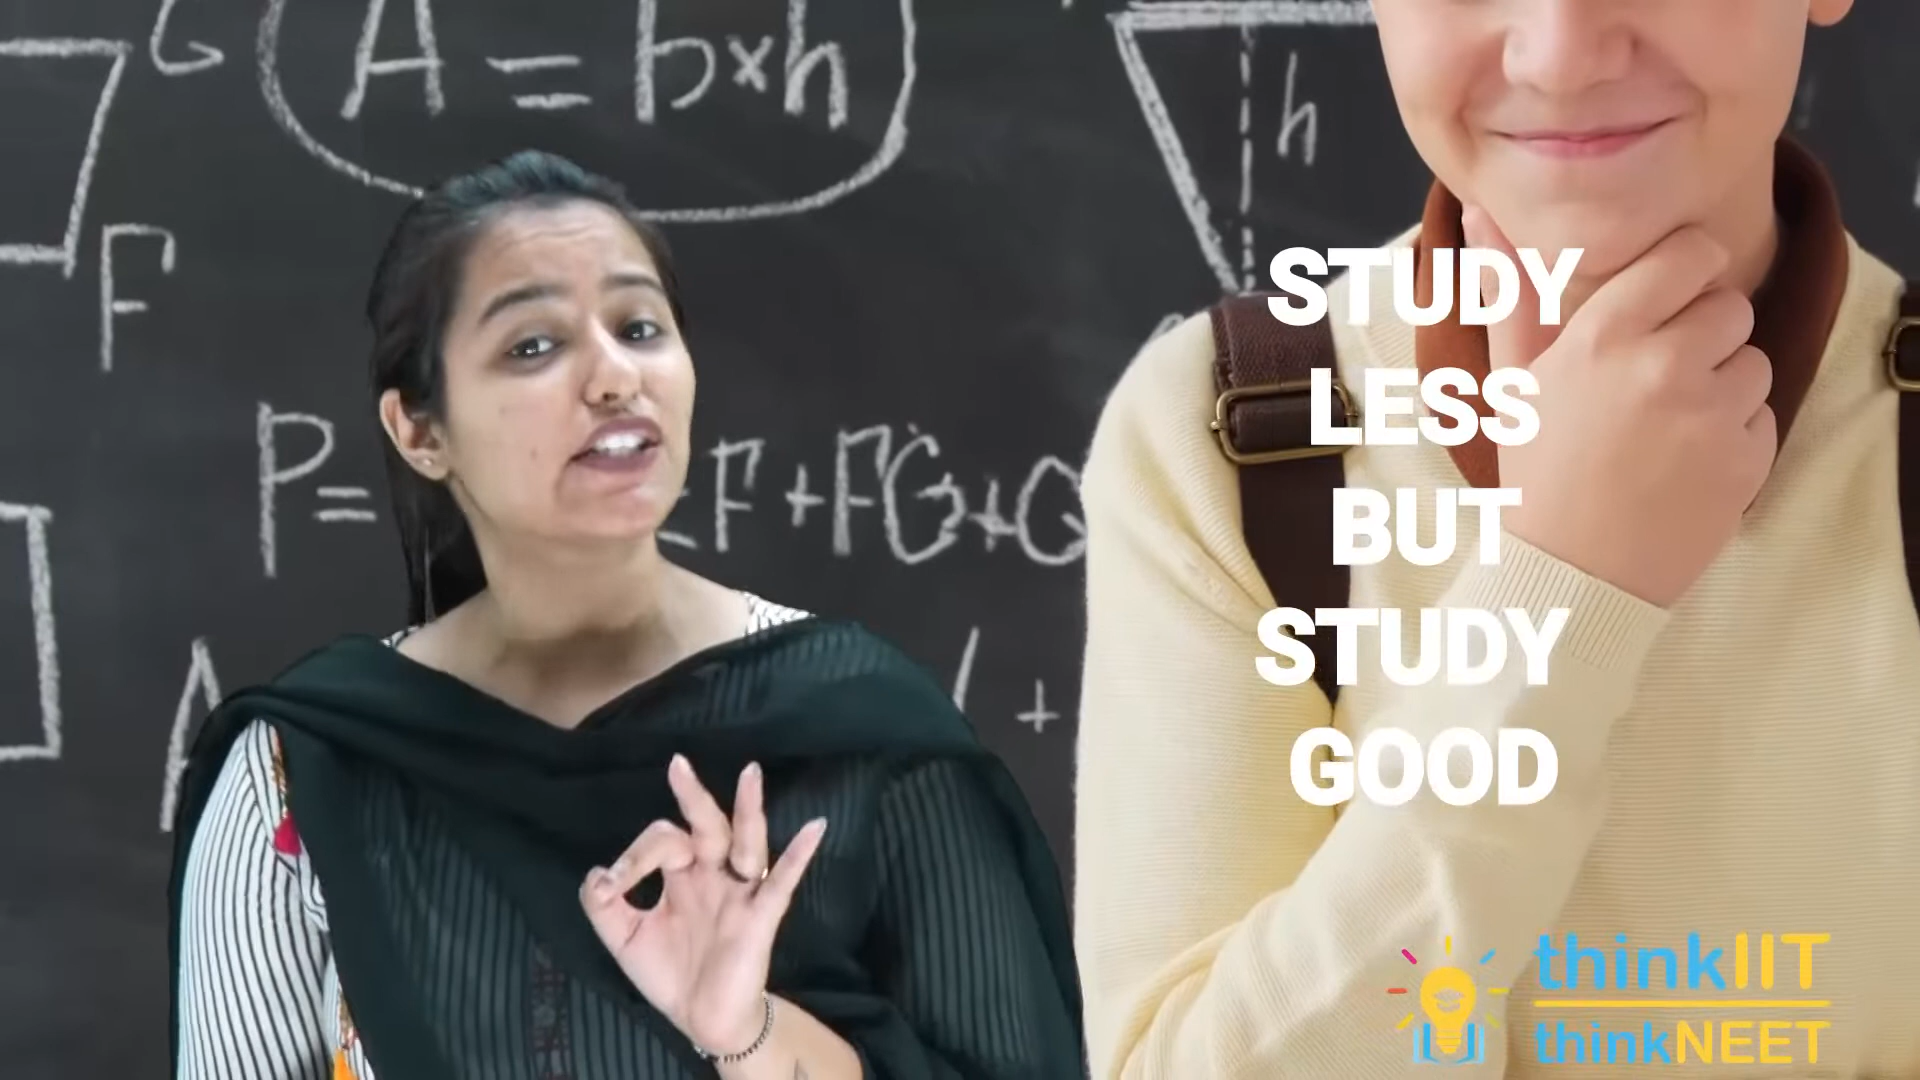 G
A = b×h
h
F
P=
F+FG+G
+
STUDY
LESS
BUT
STUDY
GOOD
thinkIIT
thinkNEET